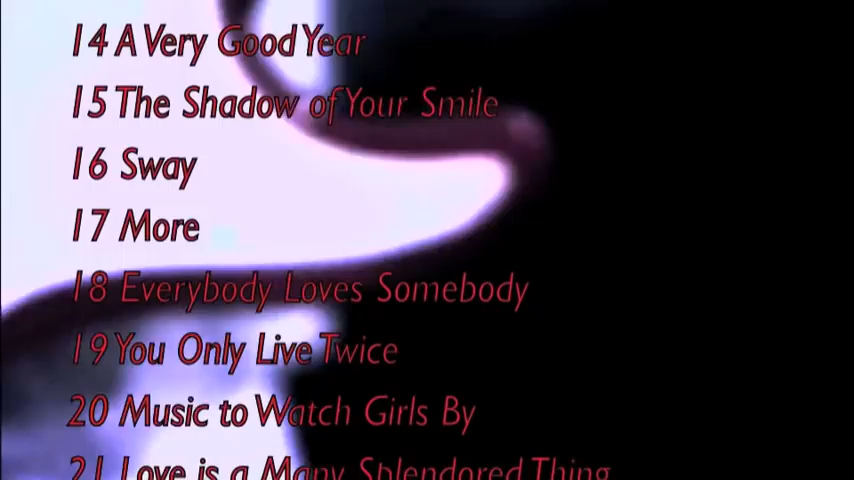 14 A Very Good Year
15 The Shadow of Your Smile
16 Sway
17 More
18 Everybody Loves Somebody
19 You Only Live Twice
20 Music to Watch Girls By
21 Love is a Many Splendored Thing